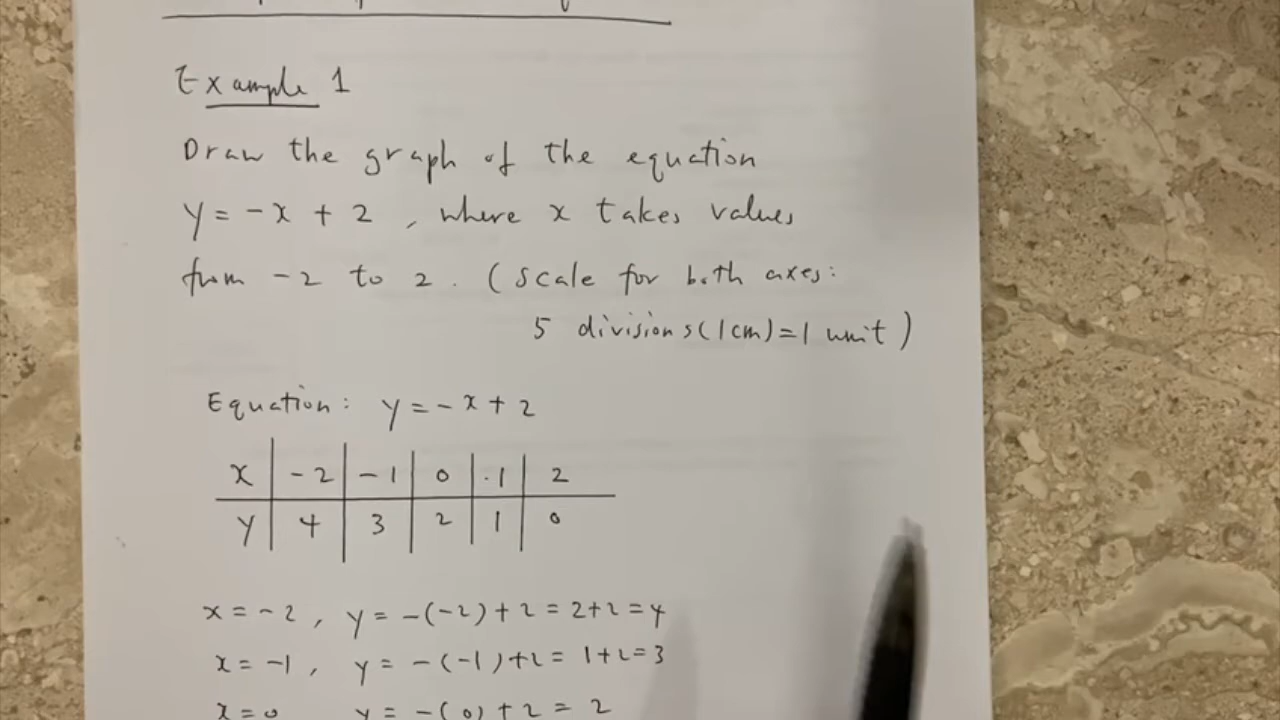 Example 1
Draw the graph of the equation
y = -x + 2 , where x takes values
from -2 to 2. (scale for both axes:
5 divisions (1cm) = 1 unit)
Equation: y = -x + 2
x | -2 | -1 | 0 | 1 | 2
y | 4 | 3 | 2 | 1 | 0
x = -2 , y = -(-2) + 2 = 2+2 = 4
x = -1 , y = -(-1) + 2 = 1+2 = 3
x = 0 y = -(0) + 2 = 2